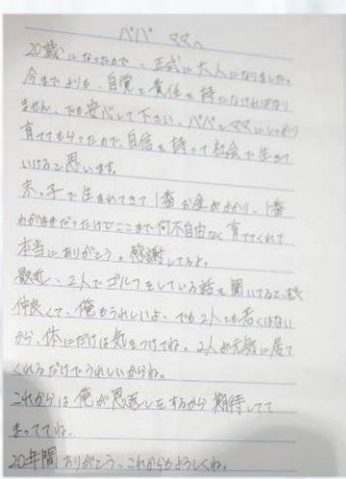 パパ ママへ
20歳になったので、正式に大人になりました。
今までよりも、自覚と責任を持たなければなり
ません。でも安心して下さい、パパとママにしっかり
育ててもらったので、自信を持って社会で生きて
いけると思います。
末っ子で生まれてきて1番お金がかかり、1番
わがままだったけどここまで何不自由なく育ててくれて
本当にありがとう。感謝してるよ。
最近、2人でゴルフをしている話を聞いてると、
仲良くて、俺もうれしいよ。でも2人とも若くはない
から、体にだけは気をつけてね。2人が元気に居て
くれるだけでうれしいからね。
これからは俺が恩返しをするから期待してて
まっててね。
20年間ありがとう、これからもよろしくね。